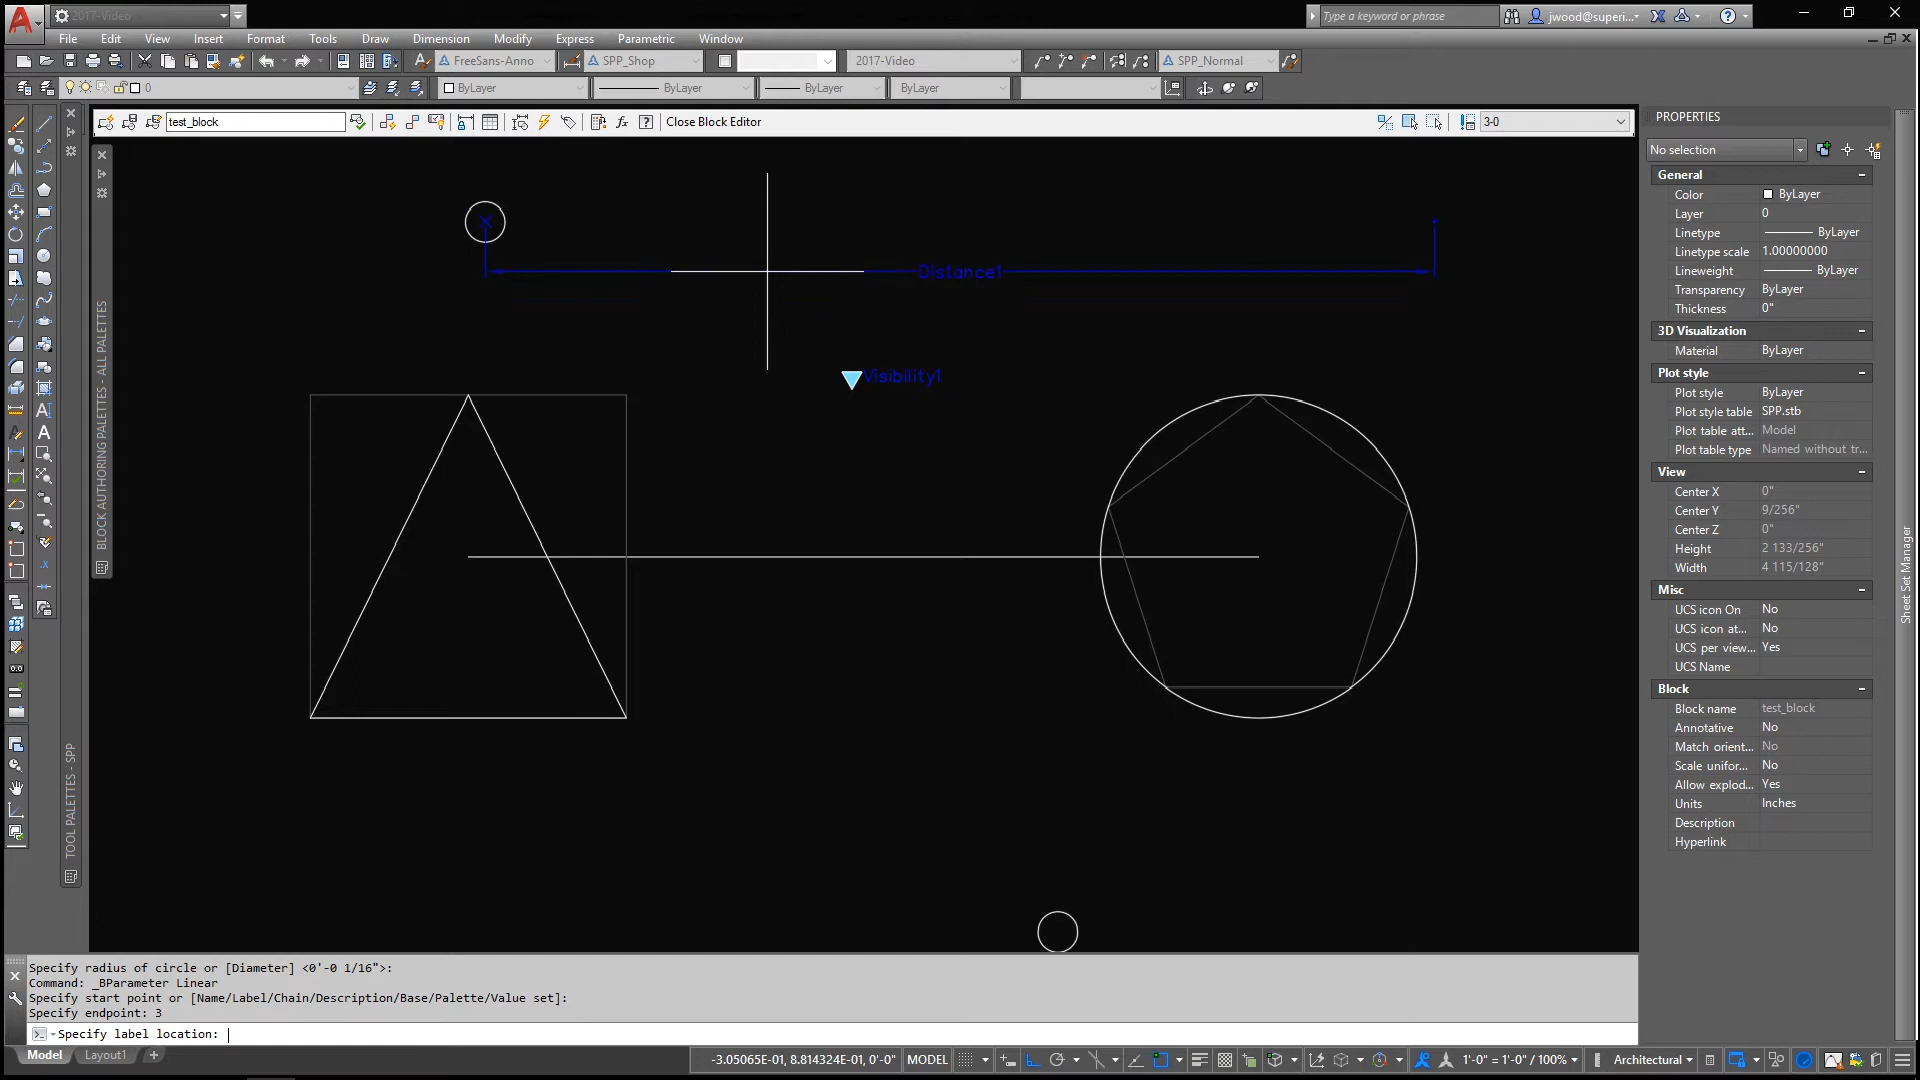 2017-Video
Type a keyword or phrase
jwood@superi...
File Edit View Insert Format Tools Draw Dimension Modify Express Parametric Window
FreeSans-Anno SPP_Shop 2017-Video SPP_Normal
0 ByLayer ByLayer ByLayer ByLayer
test_block Close Block Editor 3-0
Distance1
Visibility1
BLOCK AUTHORING PALETTES - ALL PALETTES
TOOL PALETTES - SPP
PROPERTIES
No selection
General
Color ByLayer
Layer 0
Linetype ByLayer
Linetype scale 1.00000000
Lineweight ByLayer
Transparency ByLayer
Thickness 0"
3D Visualization
Material ByLayer
Plot style
Plot style ByLayer
Plot style table SPP.stb
Plot table att... Model
Plot table type Named without tr...
View
Center X 0"
Center Y 9/256"
Center Z 0"
Height 2 133/256"
Width 4 115/128"
Misc
UCS icon On No
UCS icon at... No
UCS per view... Yes
UCS Name
Block
Block name test_block
Annotative No
Match orient... No
Scale unifor... No
Allow explod... Yes
Units Inches
Description
Hyperlink
Sheet Set Manager
Specify radius of circle or [Diameter] <0'-0 1/16">:
Command: _BParameter Linear
Specify start point or [Name/Label/Chain/Description/Base/Palette/Value set]:
Specify endpoint: 3
Specify label location:
Model Layout1 +
-3.05065E-01, 8.814324E-01, 0'-0" MODEL 1'-0" = 1'-0" / 100% Architectural